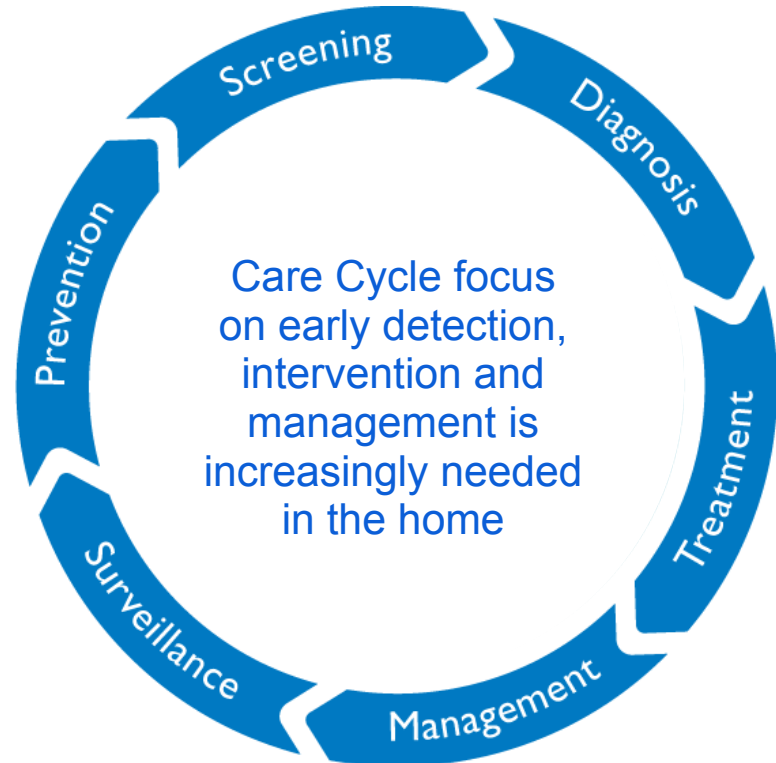 Screening
Diagnosis
Treatment
Management
Surveillance
Prevention
Care Cycle focus
on early detection,
intervention and
management is
increasingly needed
in the home